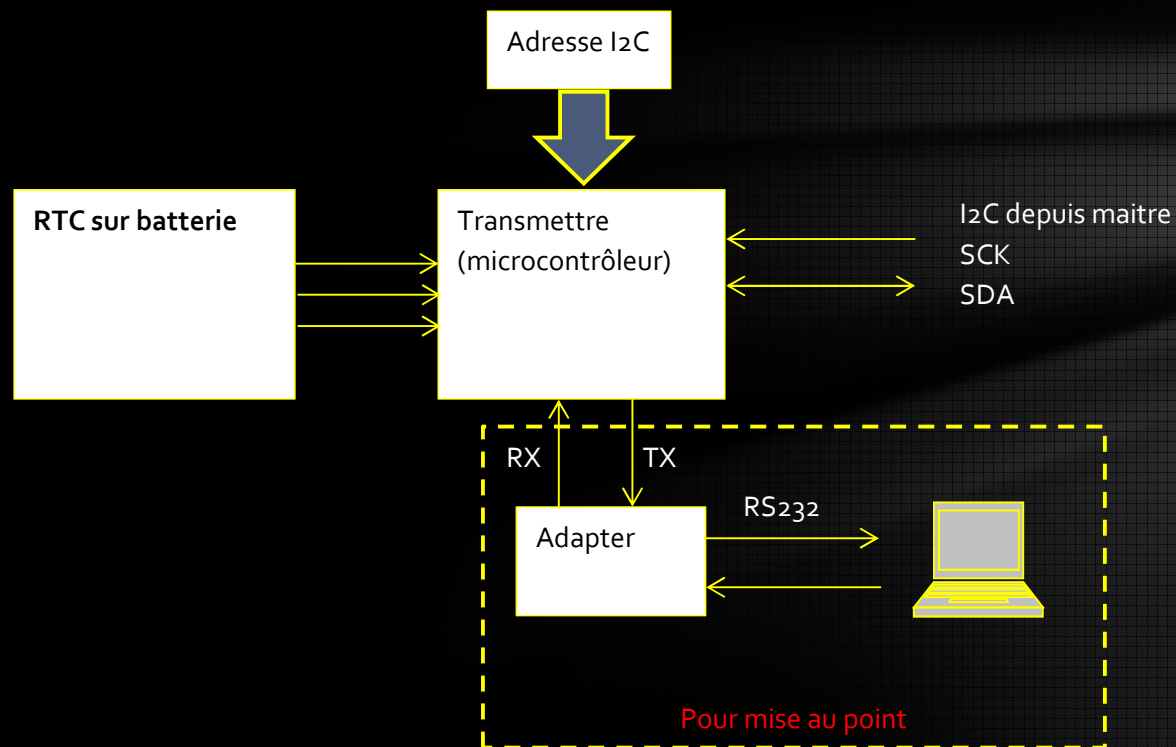 Adresse I2C
RTC sur batterie
Transmettre
(microcontrôleur)
I2C depuis maitre
SCK
SDA
RX
TX
RS232
Adapter
Pour mise au point